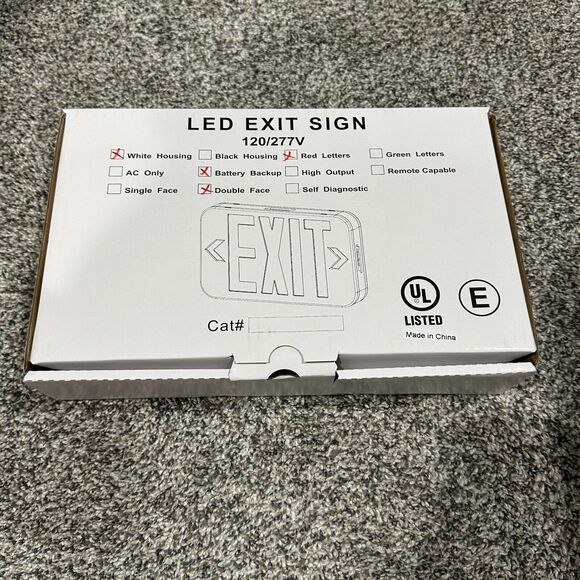 LED EXIT SIGN
120/277V
White Housing Black Housing Red Letters Green Letters
AC Only Battery Backup High Output Remote Capable
Single Face Double Face Self Diagnostic
EXIT
Cat#
UL
LISTED
E
Made in China